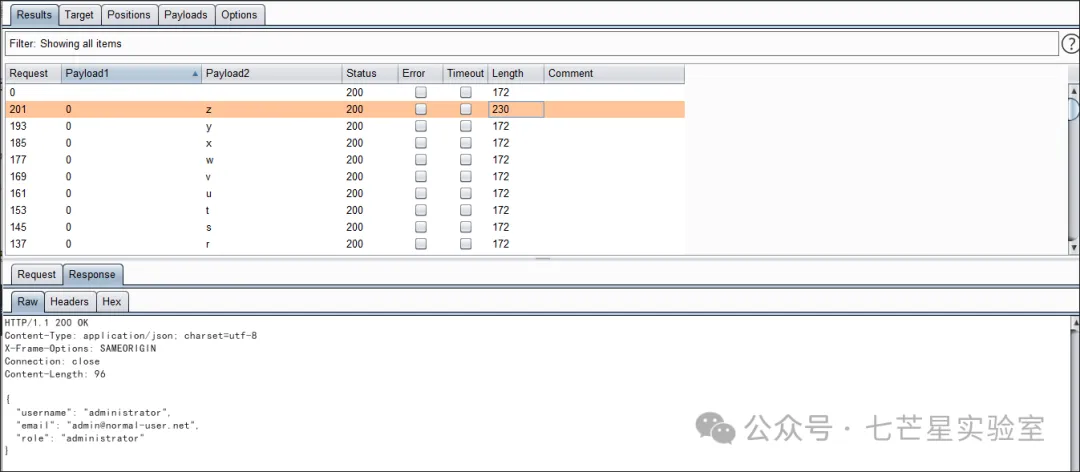 Results Target Positions Payloads Options
Filter: Showing all items ?
Request Payload1 Payload2 Status Error Timeout Length Comment
0 200 172
201 0 z 200 230
193 0 y 200 172
185 0 x 200 172
177 0 w 200 172
169 0 v 200 172
161 0 u 200 172
153 0 t 200 172
145 0 s 200 172
137 0 r 200 172
Request Response
Raw Headers Hex
HTTP/1.1 200 OK
Content-Type: application/json; charset=utf-8
X-Frame-Options: SAMEORIGIN
Connection: close
Content-Length: 96
{
"username": "administrator",
"email": "admin@normal-user.net",
"role": "administrator"
}
公众号 · 七芒星实验室